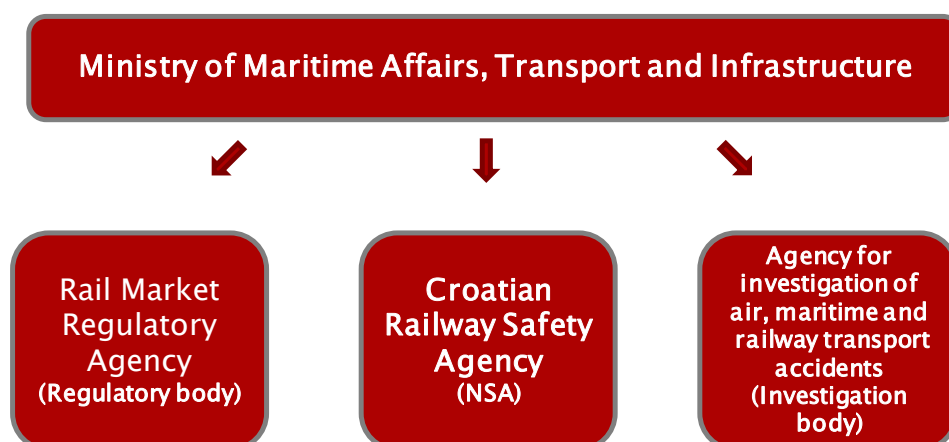 Ministry of Maritime Affairs, Transport and Infrastructure
Rail Market
Regulatory
Agency
(Regulatory body)
Croatian
Railway Safety
Agency
(NSA)
Agency for
investigation of
air, maritime and
railway transport
accidents
(Investigation
body)